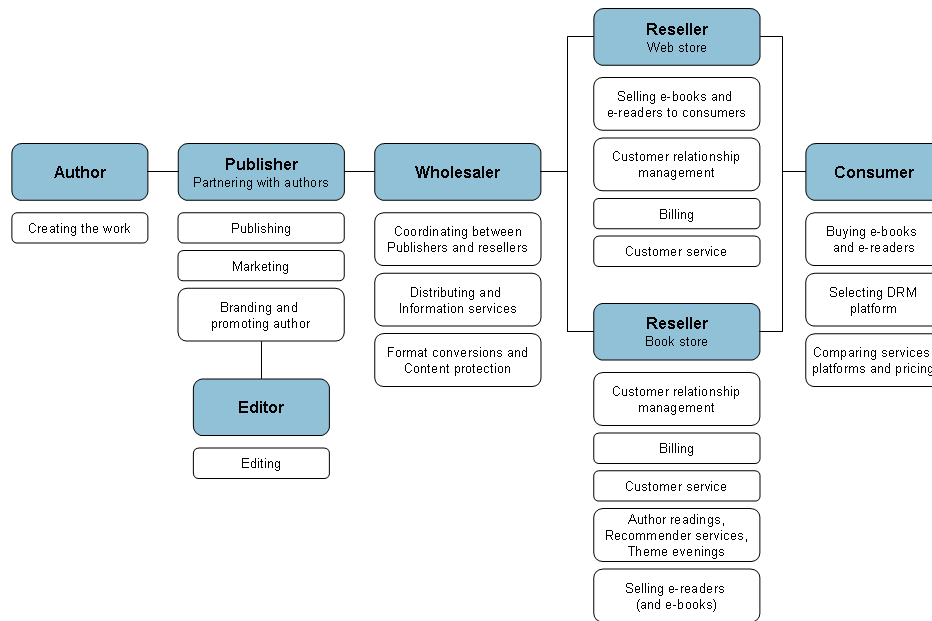 Author
Creating the work
Publisher
Partnering with authors
Publishing
Marketing
Branding and
promoting author
Editor
Editing
Wholesaler
Coordinating between
Publishers and resellers
Distributing and
Information services
Format conversions and
Content protection
Reseller
Web store
Selling e-books and
e-readers to consumers
Customer relationship
management
Billing
Customer service
Reseller
Book store
Customer relationship
management
Billing
Customer service
Author readings,
Recommender services,
Theme evenings
Selling e-readers
(and e-books)
Consumer
Buying e-books
and e-readers
Selecting DRM
platform
Comparing services
platforms and pricing